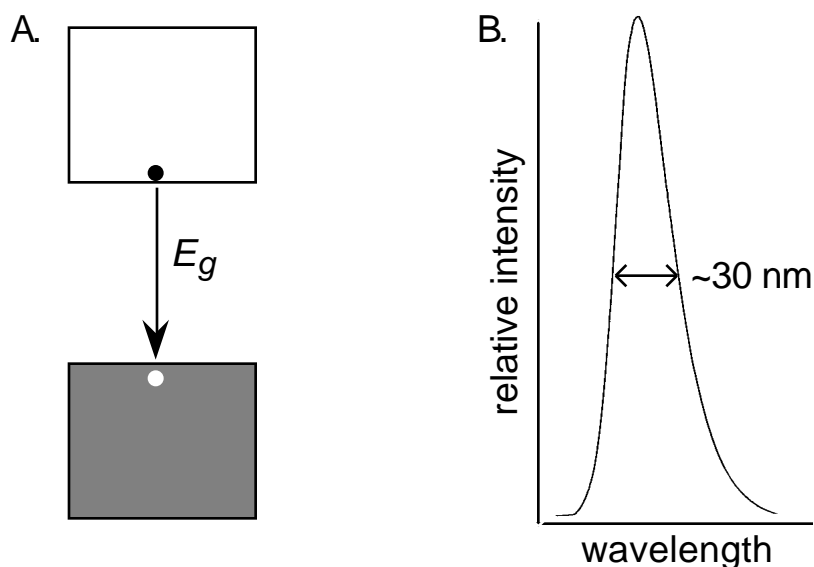 A.
E_g
B.
relative intensity
~30 nm
wavelength